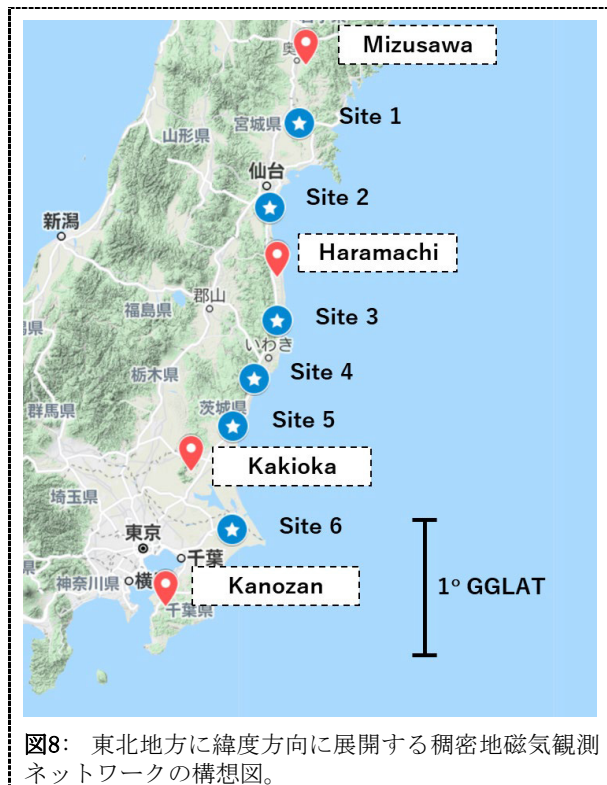 Mizusawa
奥
宮城県
Site 1
山形県
仙台
Site 2
新潟
Haramachi
郡山
福島県
Site 3
いわき
栃木県
Site 4
茨城県
群馬県
Site 5
Kakioka
埼玉県
東京
Site 6
千葉
1º GGLAT
神奈川県
横
Kanozan
千葉県
図8: 東北地方に緯度方向に展開する稠密地磁気観測
ネットワークの構想図。